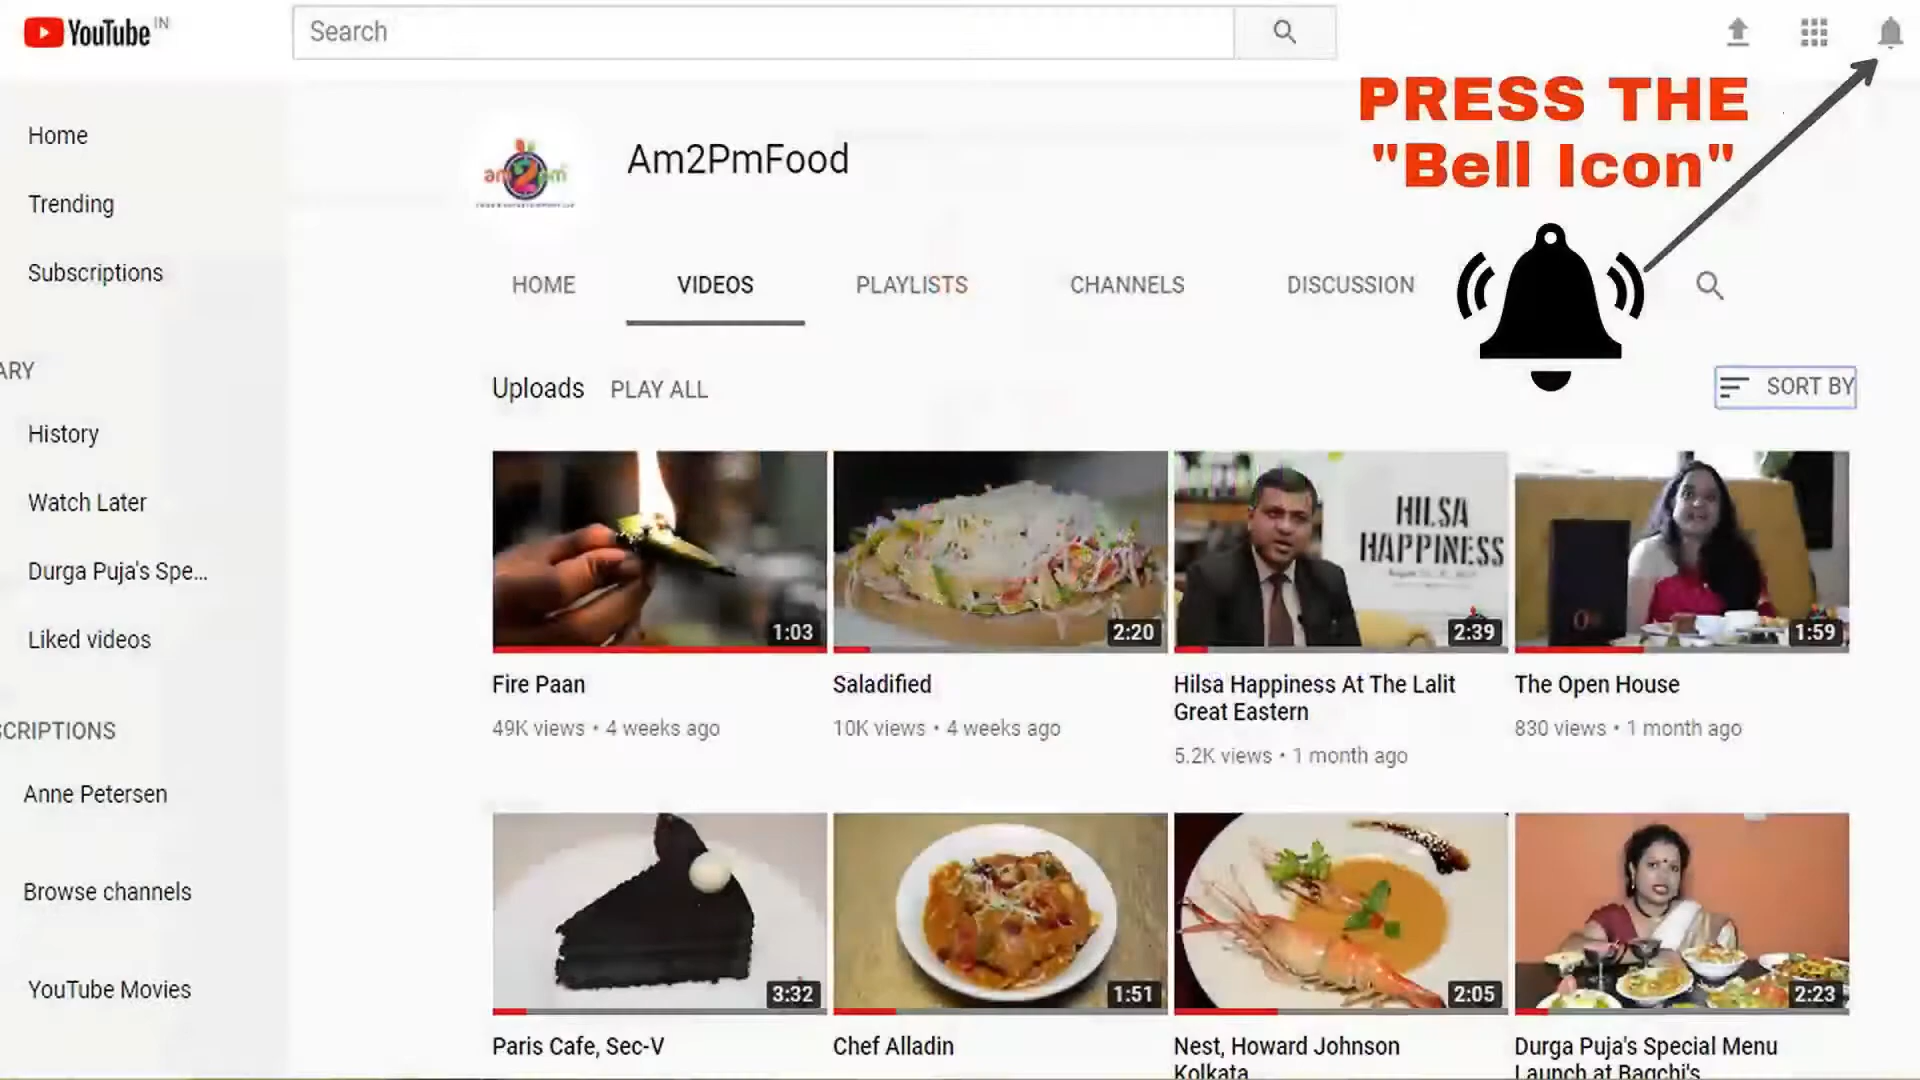 YouTube IN
Search
PRESS THE
"Bell Icon"
Home
Trending
Subscriptions
ARY
History
Watch Later
Durga Puja's Spe...
Liked videos
SCRIPTIONS
Anne Petersen
Browse channels
YouTube Movies
am2pm
Am2PmFood
HOME
VIDEOS
PLAYLISTS
CHANNELS
DISCUSSION
Uploads
PLAY ALL
SORT BY
1:03
2:20
HILSA
HAPPINESS
2:39
1:59
Fire Paan
49K views • 4 weeks ago
Saladified
10K views • 4 weeks ago
Hilsa Happiness At The Lalit
Great Eastern
5.2K views • 1 month ago
The Open House
830 views • 1 month ago
3:32
1:51
2:05
2:23
Paris Cafe, Sec-V
Chef Alladin
Nest, Howard Johnson
Kolkata
Durga Puja's Special Menu
Launch at Bagchi's